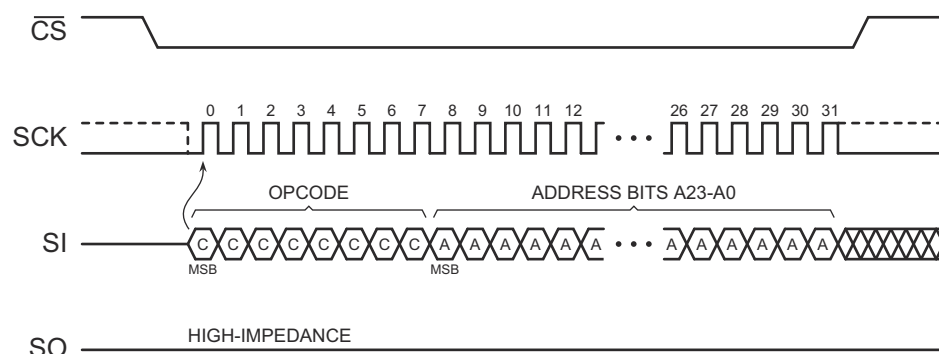 CS
0 1 2 3 4 5 6 7 8 9 10 11 12 26 27 28 29 30 31
SCK
OPCODE ADDRESS BITS A23-A0
SI C C C C C C C C A A A A A A A A A A A A
MSB MSB
HIGH-IMPEDANCE
SO